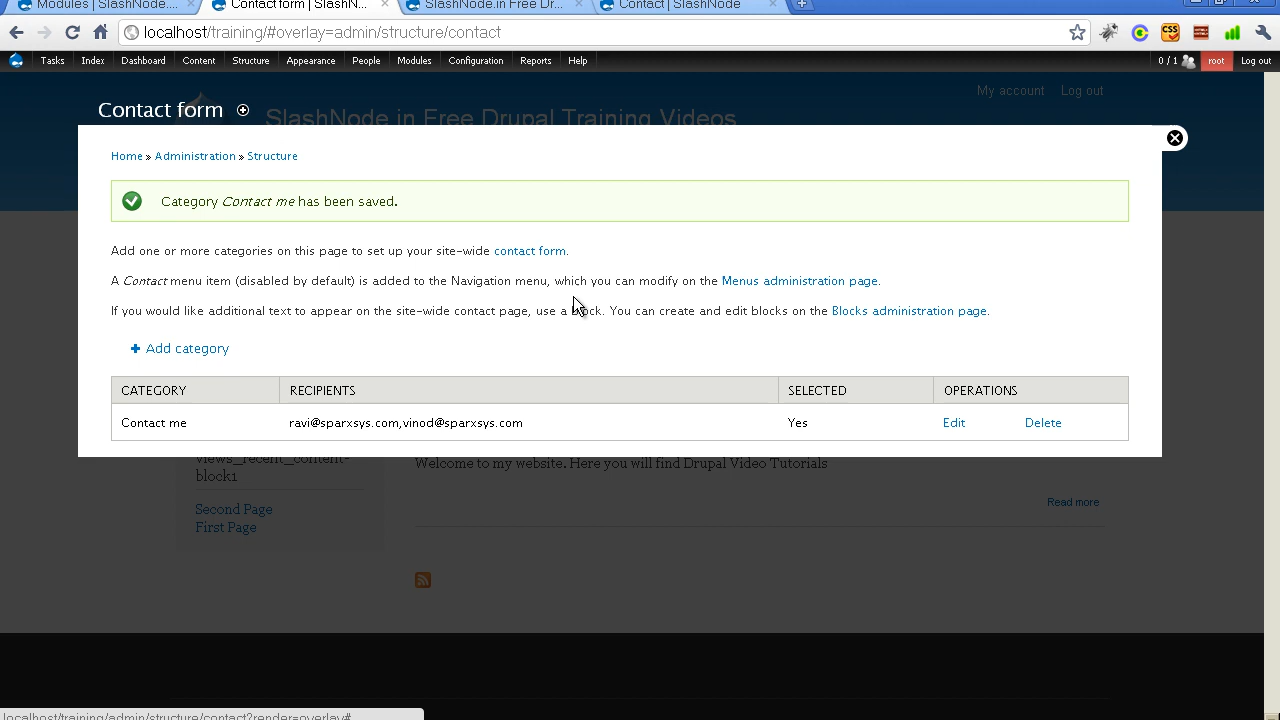 Modules | SlashNode....
Contact form | SlashN...
SlashNode.in Free Dr...
Contact | SlashNode
localhost/training/#overlay=admin/structure/contac
Tasks Index Dashboard Content Structure Appearance People Modules Configuration Reports Help 0 / 1 root Log out
My account Log out
Contact form
SlashNode in Free Drupal Training Videos
Home » Administration » Structure
Category Contact me has been saved.
Add one or more categories on this page to set up your site-wide contact form.
A Contact menu item (disabled by default) is added to the Navigation menu, which you can modify on the Menus administration page.
If you would like additional text to appear on the site-wide contact page, use a block. You can create and edit blocks on the Blocks administration page.
Add category
CATEGORY RECIPIENTS SELECTED OPERATIONS
Contact me ravi@sparxsys.com,vinod@sparxsys.com Yes Edit Delete
views_recent_content-
block1
Welcome to my website. Here you will find Drupal Video Tutorials
Read more
Second Page
First Page
localhost/training/admin/structure/contact?render=overlay#